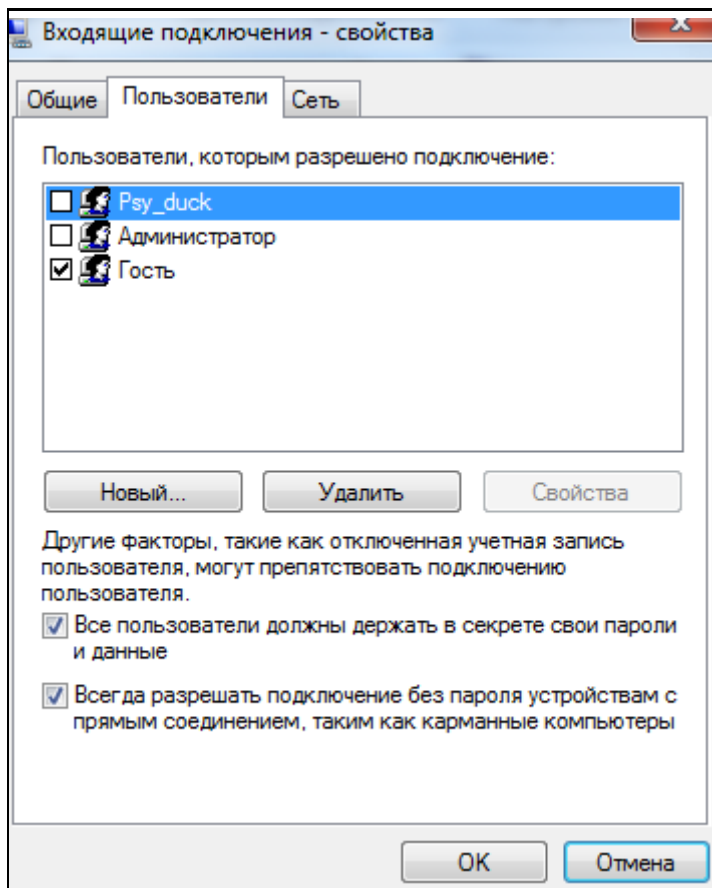 Входящие подключения - свойства
Общие Пользователи Сеть
Пользователи, которым разрешено подключение:
Psy_duck
Администратор
Гость
Новый... Удалить Свойства
Другие факторы, такие как отключенная учетная запись
пользователя, могут препятствовать подключению
пользователя.
Все пользователи должны держать в секрете свои пароли
и данные
Всегда разрешать подключение без пароля устройствам с
прямым соединением, таким как карманные компьютеры
ОК Отмена